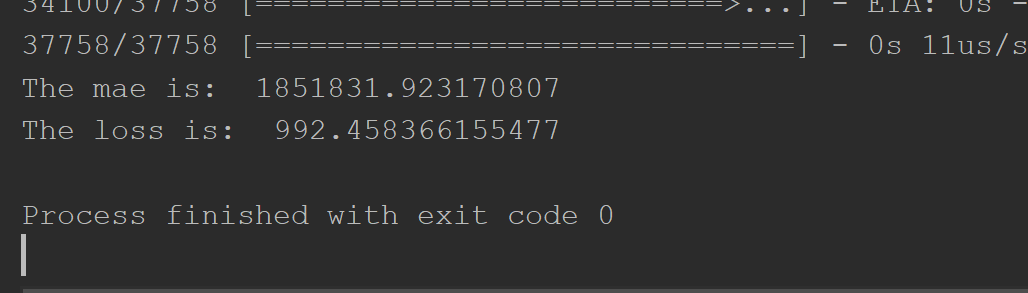 34100/37758 [==========================>...] - ETA: 0s -
37758/37758 [==============================] - 0s 11us/s
The mae is:  1851831.923170807
The loss is:  992.458366155477
Process finished with exit code 0